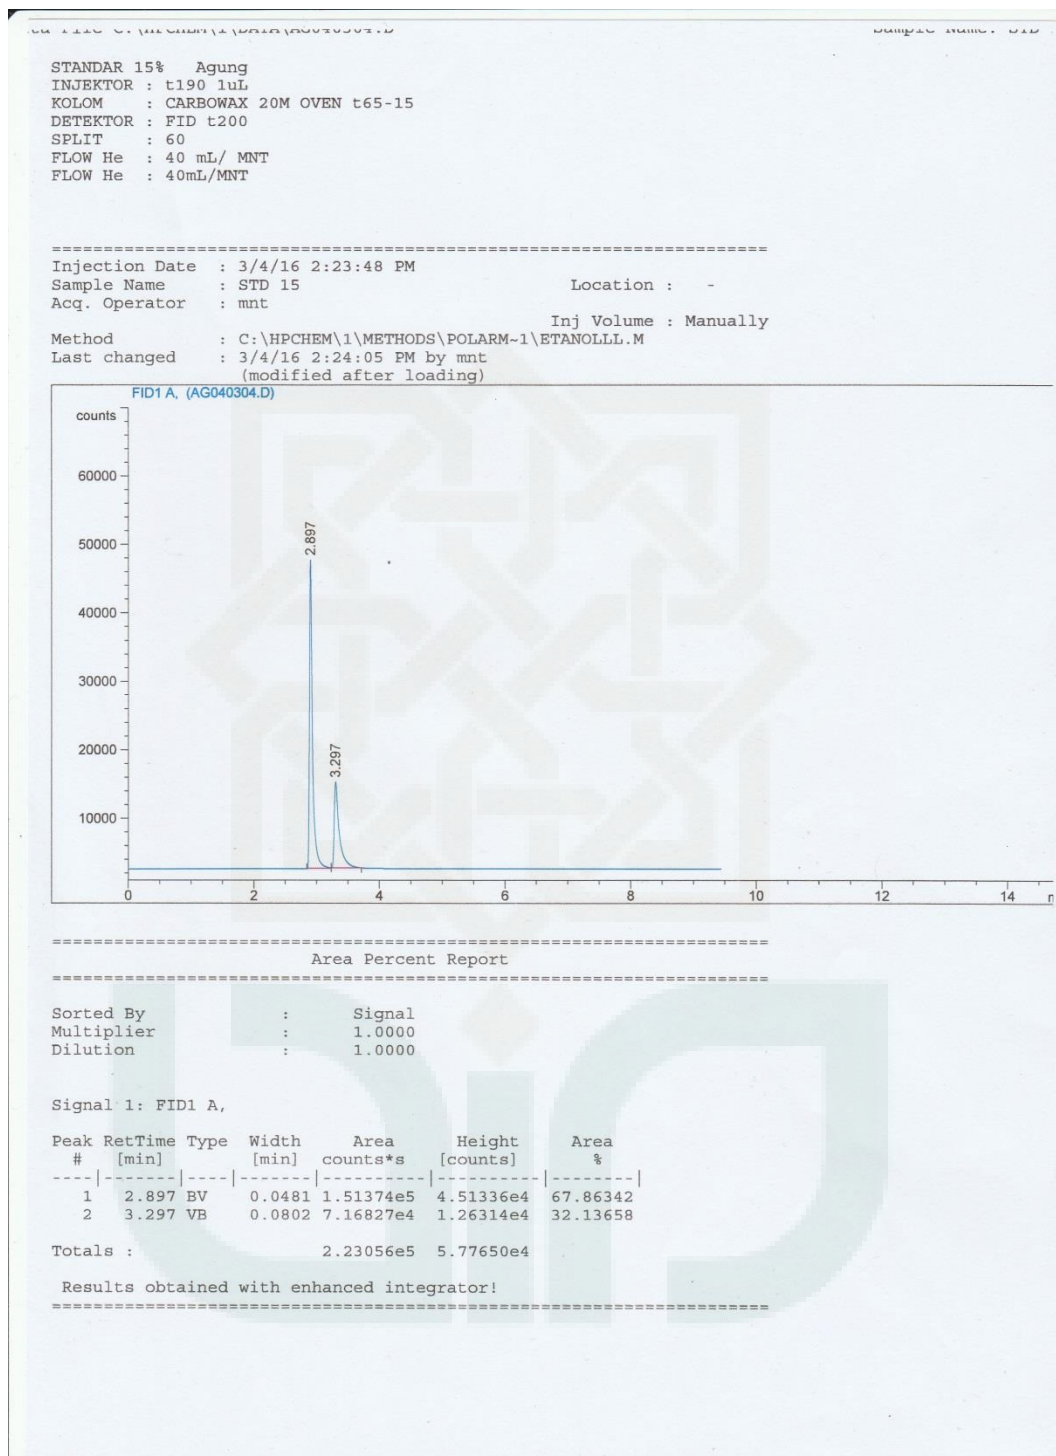 STANDAR 15%   Agung
INJEKTOR : t190 1uL
KOLOM    : CARBOWAX 20M OVEN t65-15
DETEKTOR : FID t200
SPLIT    : 60
FLOW He  : 40 mL/ MNT
FLOW He  : 40mL/MNT
=====================================================================
Injection Date  : 3/4/16 2:23:48 PM
Sample Name     : STD 15                         Location :   -
Acq. Operator   : mnt
Inj Volume : Manually
Method          : C:\HPCHEM\1\METHODS\POLARM~1\ETANOLLL.M
Last changed    : 3/4/16 2:24:05 PM by mnt
(modified after loading)
FID1 A,  (AG040304.D)
counts
60000
50000
40000
30000
20000
10000
2.897
3.297
0 2 4 6 8 10 12 14
=====================================================================
Area Percent Report
=====================================================================
Sorted By             :      Signal
Multiplier            :      1.0000
Dilution              :      1.0000
Signal 1: FID1 A,
Peak RetTime Type  Width     Area      Height     Area
#   [min]        [min]  counts*s  [counts]      %
----|-------|----|-------|----------|----------|--------|
1   2.897 BV    0.0481 1.51374e5  4.51336e4  67.86342
2   3.297 VB    0.0802 7.16827e4  1.26314e4  32.13658
Totals :                  2.23056e5  5.77650e4
Results obtained with enhanced integrator!
=====================================================================